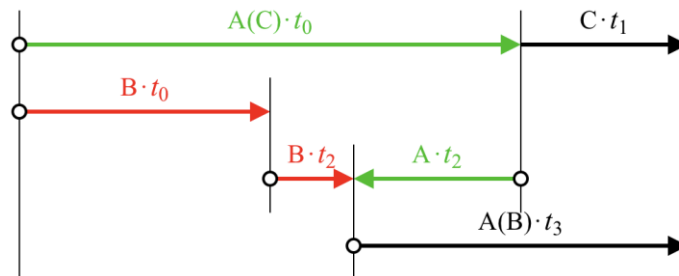 A(C)·t₀
C·t₁
B·t₀
B·t₂
A·t₂
A(B)·t₃